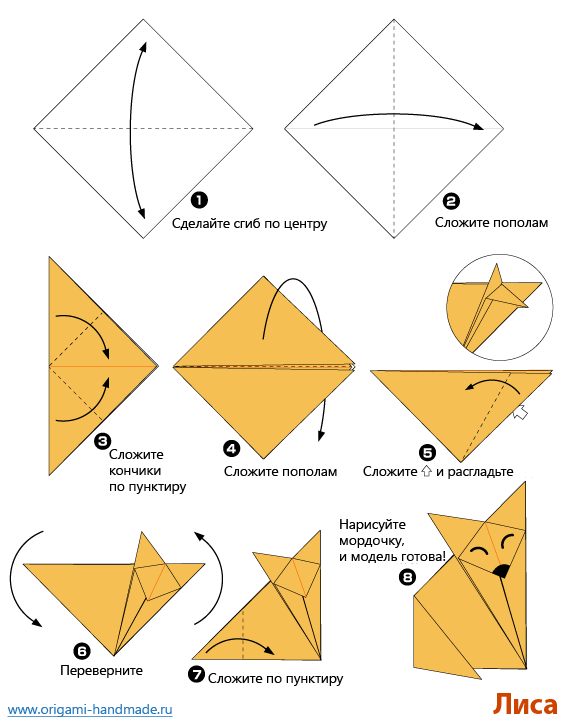 1
Сделайте сгиб по центру
2
Сложите пополам
3
Сложите
кончики
по пунктиру
4
Сложите пополам
5
Сложите ⇧ и расгладьте
6
Переверните
7
Сложите по пунктиру
Нарисуйте
мордочку,
и модель готова!
8
www.origami-handmade.ru
Лиса